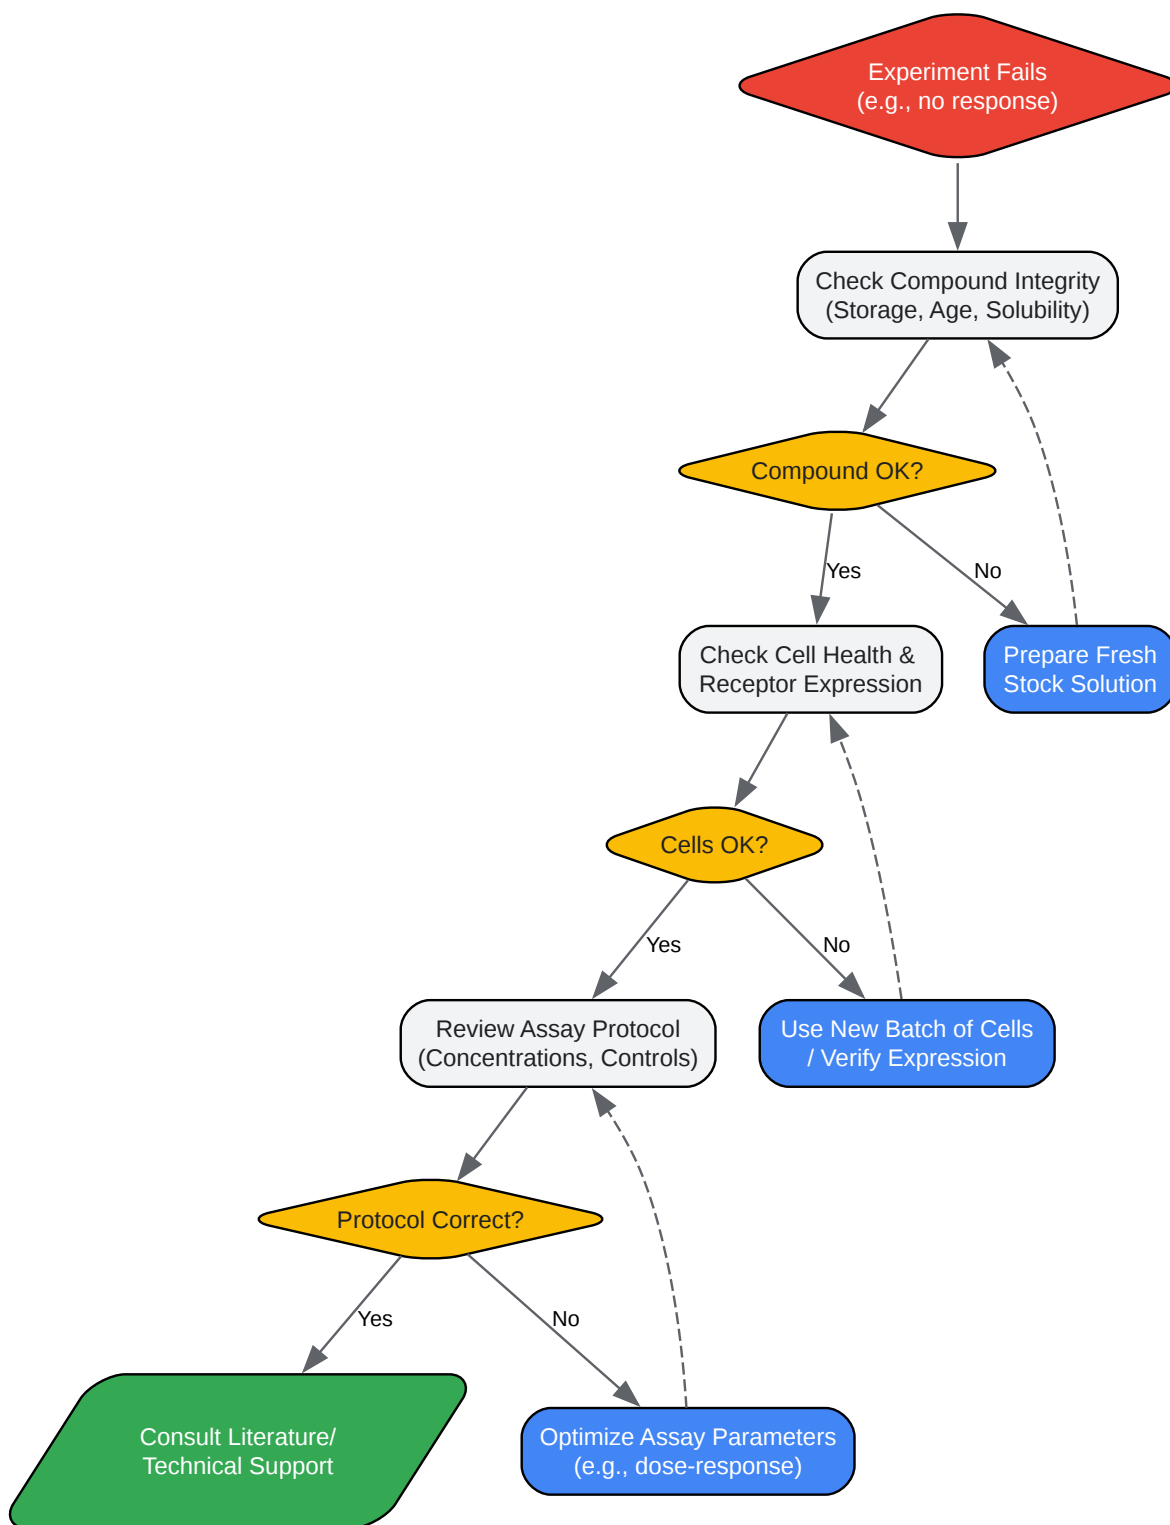 Experiment Fails
(e.g., no response)
Check Compound Integrity
(Storage, Age, Solubility)
Compound OK?
Yes
No
Check Cell Health &
Receptor Expression
Prepare Fresh
Stock Solution
Cells OK?
Yes
No
Review Assay Protocol
(Concentrations, Controls)
Use New Batch of Cells
/ Verify Expression
Protocol Correct?
Yes
No
Consult Literature/
Technical Support
Optimize Assay Parameters
(e.g., dose-response)